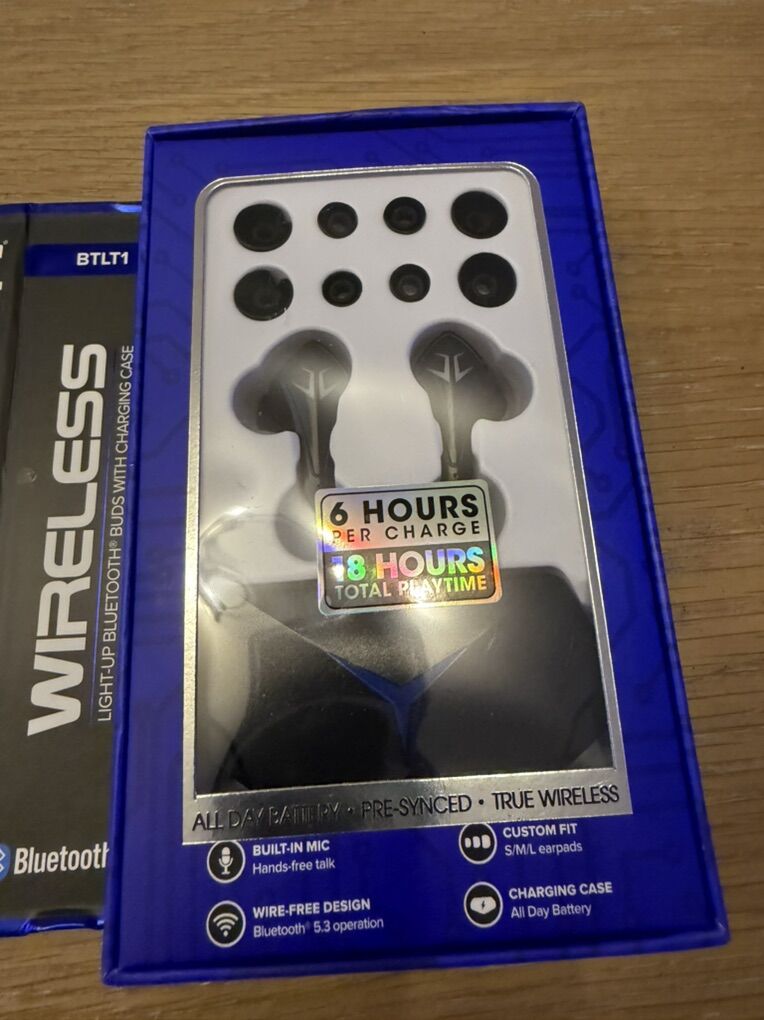 BTLT1
WIRELESS
LIGHT-UP BLUETOOTH® BUDS WITH CHARGING CASE
Bluetooth
6 HOURS
PER CHARGE
18 HOURS
TOTAL PLAYTIME
ALL DAY BATTERY • PRE-SYNCED • TRUE WIRELESS
BUILT-IN MIC
Hands-free talk
CUSTOM FIT
S/M/L earpads
WIRE-FREE DESIGN
Bluetooth® 5.3 operation
CHARGING CASE
All Day Battery